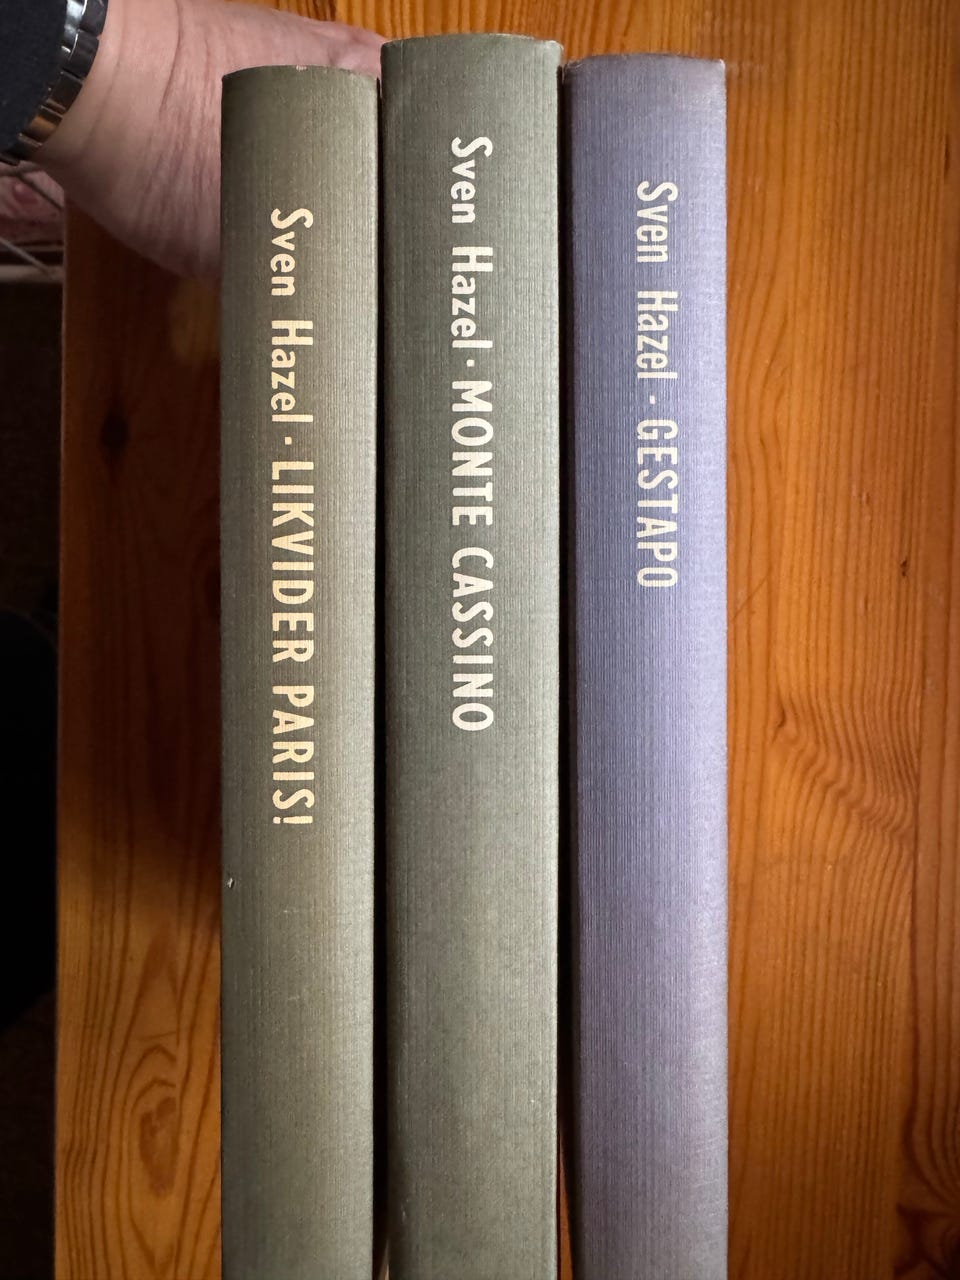 Sven Hazel · LIKVIDER PARIS!
Sven Hazel · MONTE CASSINO
Sven Hazel · GESTAPO